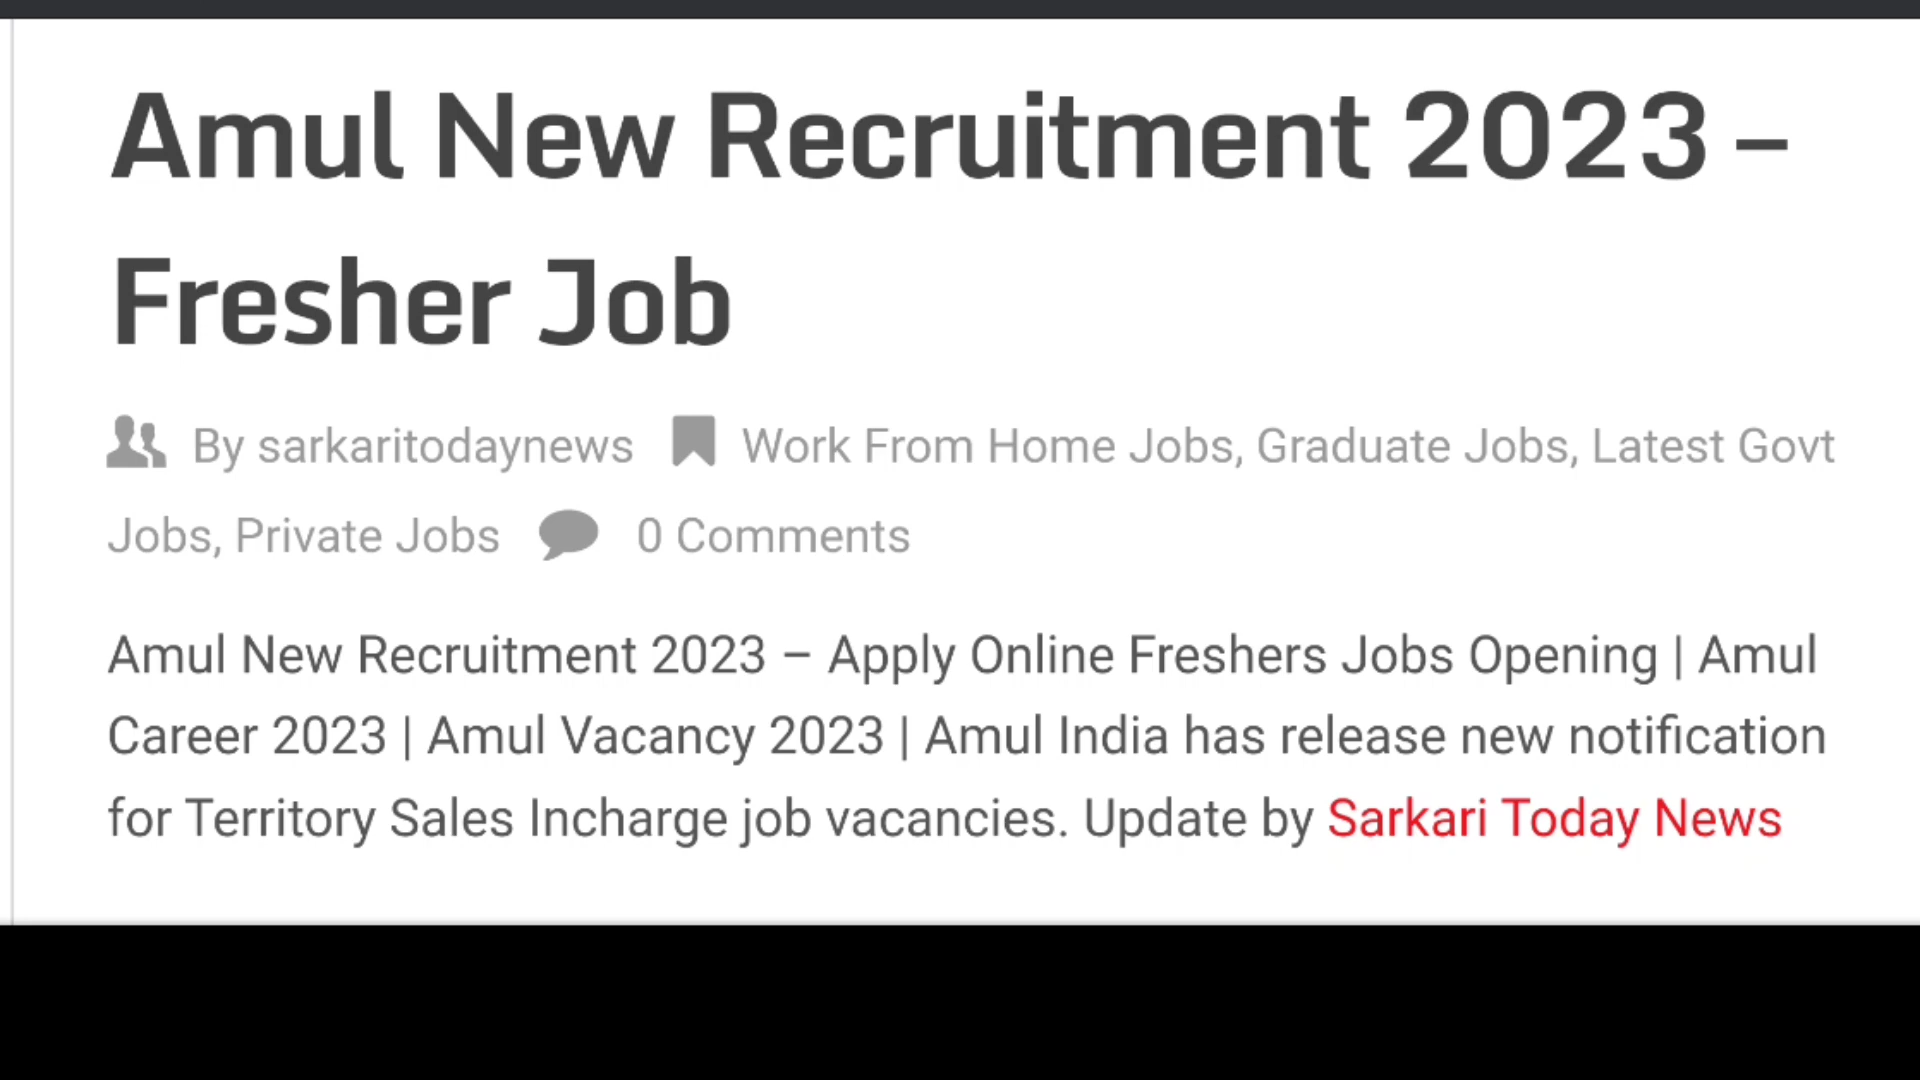 Amul New Recruitment 2023 –
Fresher Job
By sarkaritodaynews Work From Home Jobs, Graduate Jobs, Latest Govt
Jobs, Private Jobs 0 Comments
Amul New Recruitment 2023 – Apply Online Freshers Jobs Opening | Amul
Career 2023 | Amul Vacancy 2023 | Amul India has release new notification
for Territory Sales Incharge job vacancies. Update by Sarkari Today News